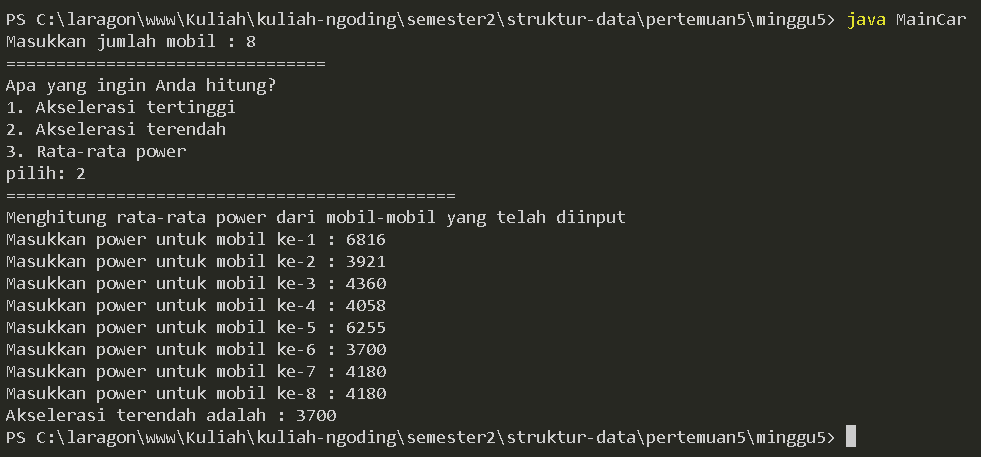 PS C:\laragon\www\Kuliah\kuliah-ngoding\semester2\struktur-data\pertemuan5\minggu5> java MainCar
Masukkan jumlah mobil : 8
================================
Apa yang ingin Anda hitung?
1. Akselerasi tertinggi
2. Akselerasi terendah
3. Rata-rata power
pilih: 2
=============================================
Menghitung rata-rata power dari mobil-mobil yang telah diinput
Masukkan power untuk mobil ke-1 : 6816
Masukkan power untuk mobil ke-2 : 3921
Masukkan power untuk mobil ke-3 : 4360
Masukkan power untuk mobil ke-4 : 4058
Masukkan power untuk mobil ke-5 : 6255
Masukkan power untuk mobil ke-6 : 3700
Masukkan power untuk mobil ke-7 : 4180
Masukkan power untuk mobil ke-8 : 4180
Akselerasi terendah adalah : 3700
PS C:\laragon\www\Kuliah\kuliah-ngoding\semester2\struktur-data\pertemuan5\minggu5>